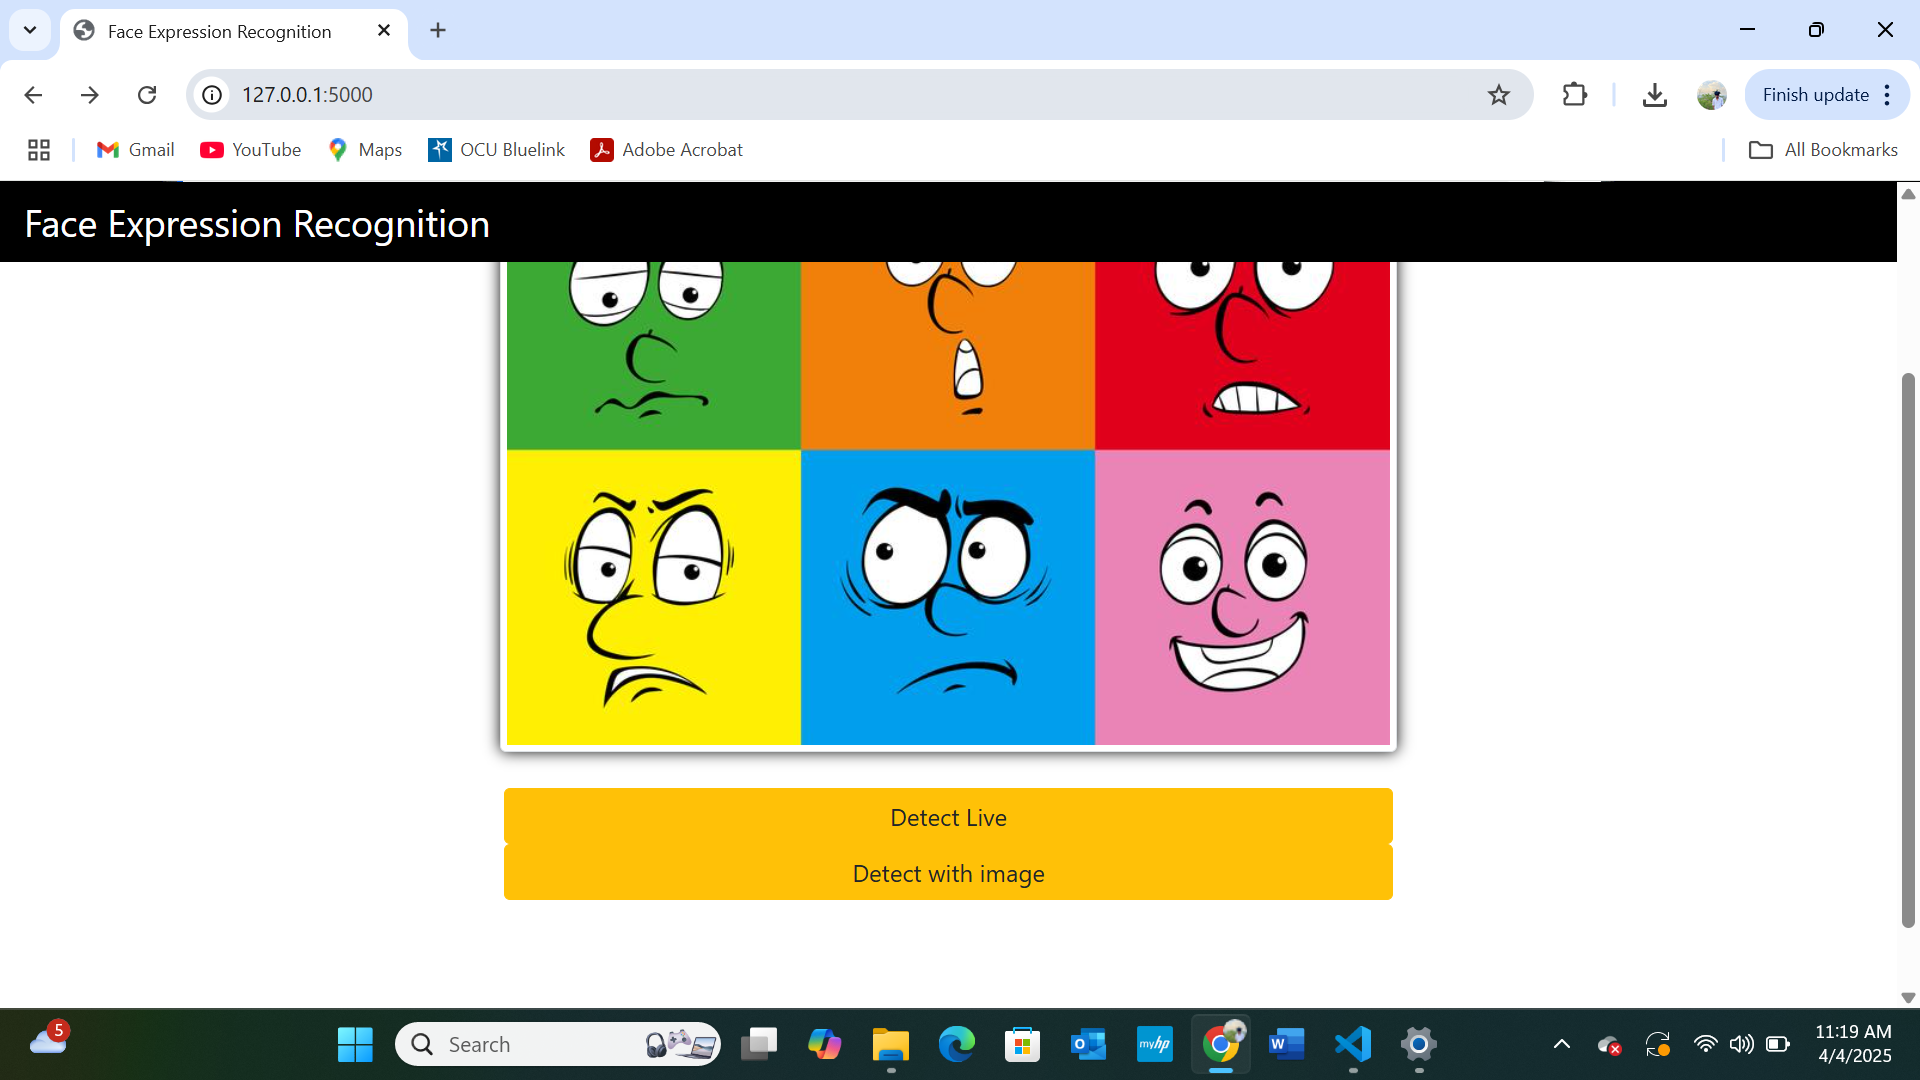 Face Expression Recognition
127.0.0.1:5000
Finish update
Gmail
YouTube
Maps
OCU Bluelink
Adobe Acrobat
All Bookmarks
Face Expression Recognition
Detect Live
Detect with image
5
Search
myhp
W
11:19 AM
4/4/2025